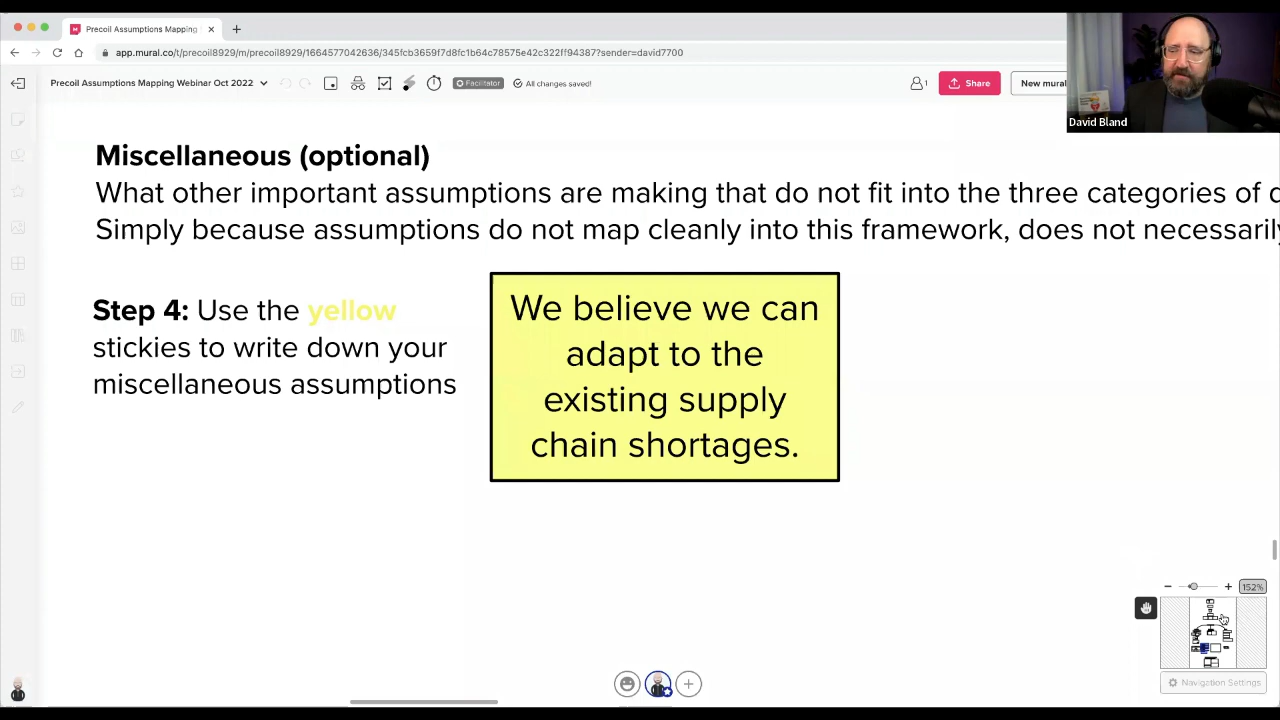 Precoil Assumptions Mapping
app.mural.co/t/precoil8929/m/precoil8929/1664577042636/345fcb3659f7d8fc1b64c78575e42c322ff94387?sender=david7700
Precoil Assumptions Mapping Webinar Oct 2022
Facilitator
All changes saved!
1
Share
New mural
David Bland
Miscellaneous (optional)
What other important assumptions are making that do not fit into the three categories of
Simply because assumptions do not map cleanly into this framework, does not necessarily
Step 4: Use the yellow
stickies to write down your
miscellaneous assumptions
We believe we can
adapt to the
existing supply
chain shortages.
152%
Navigation Settings